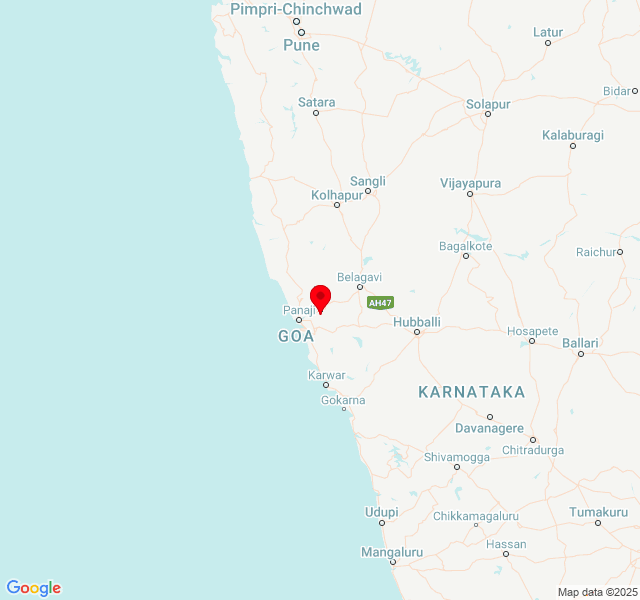 Pimpri-Chinchwad
Pune
Latur
Bidar
Satara
Solapur
Kalaburagi
Sangli
Vijayapura
Kolhapur
Bagalkote
Raichur
Belagavi
AH47
Panaji
Hubballi
GOA
Hosapete
Ballari
Karwar
KARNATAKA
Gokarna
Davanagere
Chitradurga
Shivamogga
Udupi
Chikkamagaluru
Tumakuru
Hassan
Mangaluru
Google
Map data ©2025